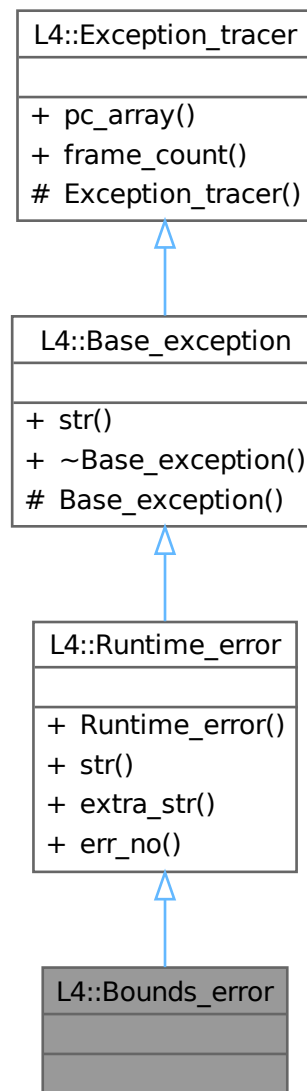 L4::Exception_tracer
+ pc_array()
+ frame_count()
# Exception_tracer()
L4::Base_exception
+ str()
+ ~Base_exception()
# Base_exception()
L4::Runtime_error
+ Runtime_error()
+ str()
+ extra_str()
+ err_no()
L4::Bounds_error